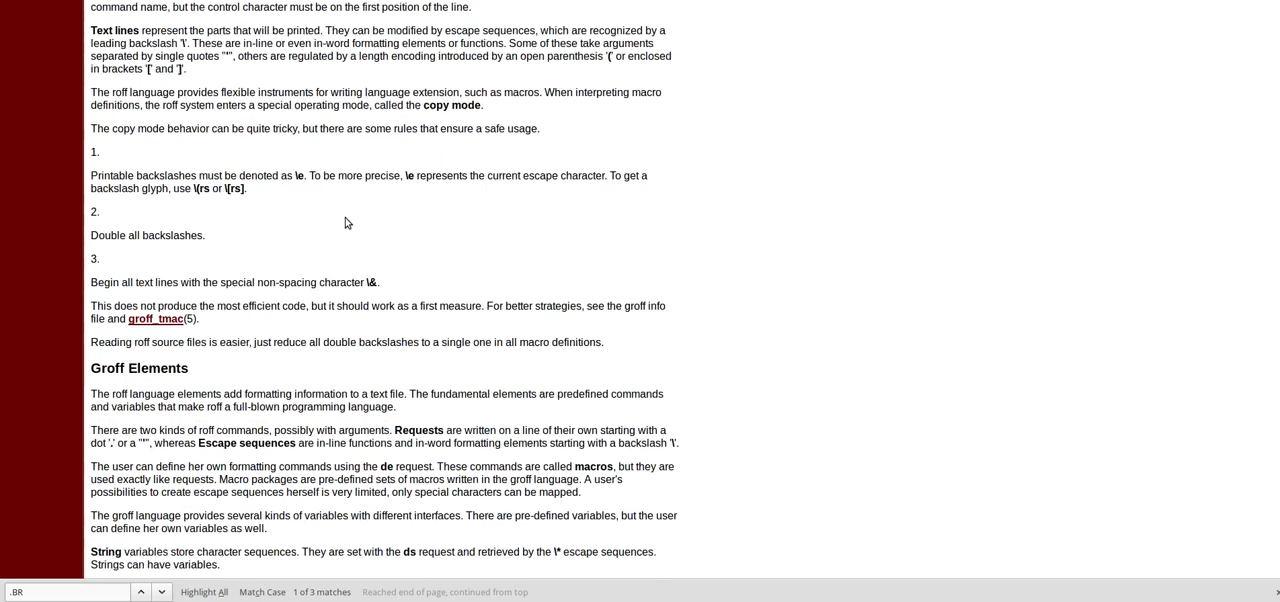 command name, but the control character must be on the first position of the line.
Text lines represent the parts that will be printed. They can be modified by escape sequences, which are recognized by a
leading backslash '\'. These are in-line or even in-word formatting elements or functions. Some of these take arguments
separated by single quotes "'", others are regulated by a length encoding introduced by an open parenthesis '(' or enclosed
in brackets '[' and ']'.
The roff language provides flexible instruments for writing language extension, such as macros. When interpreting macro
definitions, the roff system enters a special operating mode, called the copy mode.
The copy mode behavior can be quite tricky, but there are some rules that ensure a safe usage.
1.
Printable backslashes must be denoted as \e. To be more precise, \e represents the current escape character. To get a
backslash glyph, use \(rs or \[rs].
2.
Double all backslashes.
3.
Begin all text lines with the special non-spacing character \&.
This does not produce the most efficient code, but it should work as a first measure. For better strategies, see the groff info
file and groff_tmac(5).
Reading roff source files is easier, just reduce all double backslashes to a single one in all macro definitions.
Groff Elements
The roff language elements add formatting information to a text file. The fundamental elements are predefined commands
and variables that make roff a full-blown programming language.
There are two kinds of roff commands, possibly with arguments. Requests are written on a line of their own starting with a
dot '.' or a "'", whereas Escape sequences are in-line functions and in-word formatting elements starting with a backslash '\'.
The user can define her own formatting commands using the de request. These commands are called macros, but they are
used exactly like requests. Macro packages are pre-defined sets of macros written in the groff language. A user's
possibilities to create escape sequences herself is very limited, only special characters can be mapped.
The groff language provides several kinds of variables with different interfaces. There are pre-defined variables, but the user
can define her own variables as well.
String variables store character sequences. They are set with the ds request and retrieved by the \* escape sequences.
Strings can have variables.
.BR Highlight All Match Case 1 of 3 matches Reached end of page, continued from top